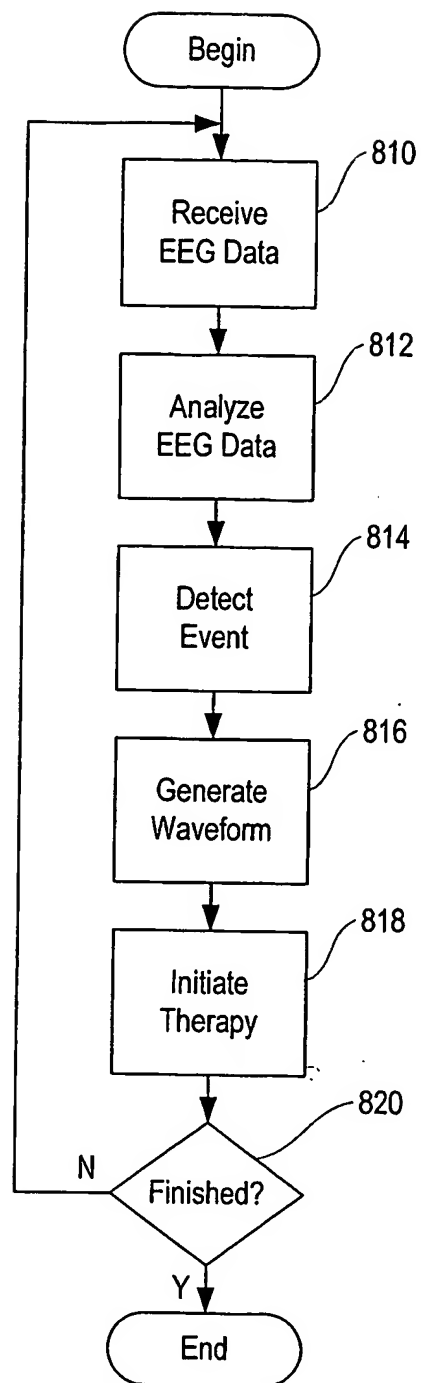 Begin
810
Receive
EEG Data
812
Analyze
EEG Data
814
Detect
Event
816
Generate
Waveform
818
Initiate
Therapy
820
N
Finished?
Y
End